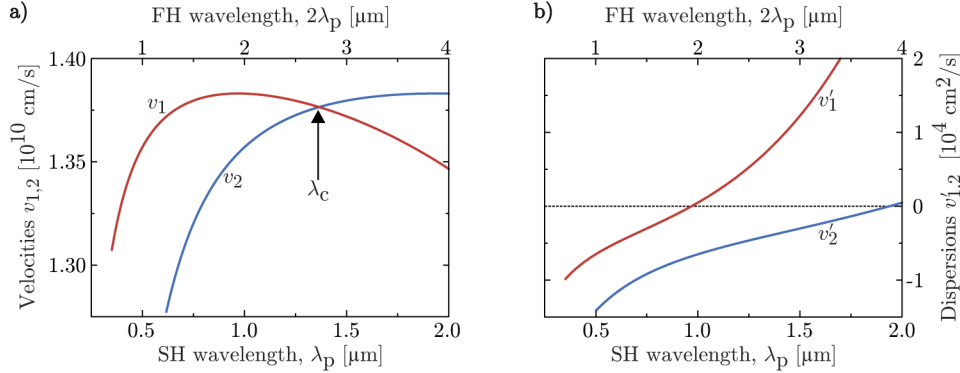 a)
FH wavelength, 2λp [μm]
1 2 3 4
1.40
1.35
1.30
Velocities v1,2 [10^10 cm/s]
v1
v2
λc
0.5 1.0 1.5 2.0
SH wavelength, λp [μm]
b)
FH wavelength, 2λp [μm]
1 2 3 4
2
1
0
-1
Dispersions v′1,2 [10^4 cm^2/s]
v′1
v′2
0.5 1.0 1.5 2.0
SH wavelength, λp [μm]